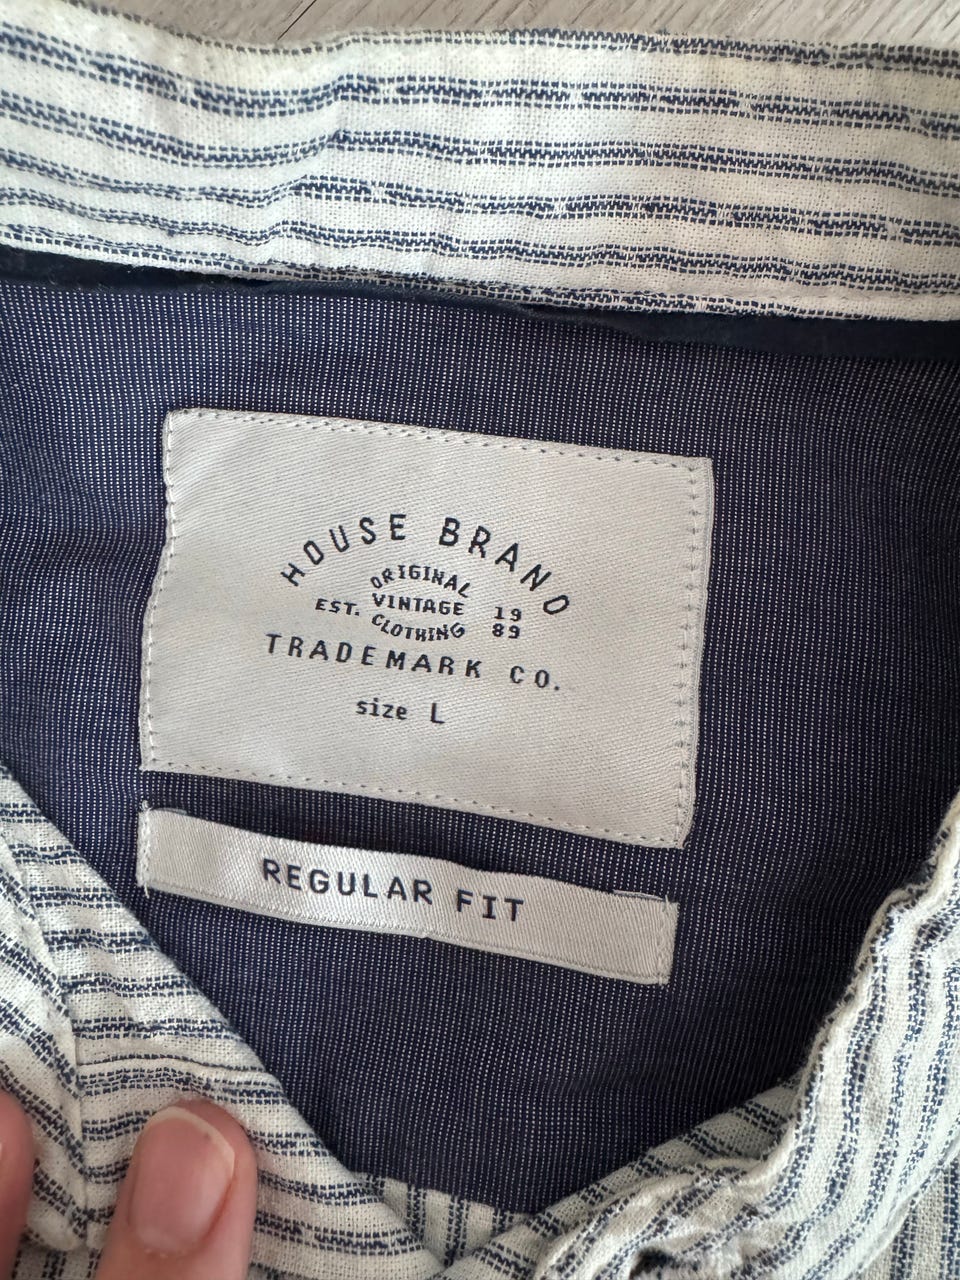 HOUSE BRAND
ORIGINAL
VINTAGE
CLOTHING
EST. 19
89
TRADEMARK CO.
size L
REGULAR FIT